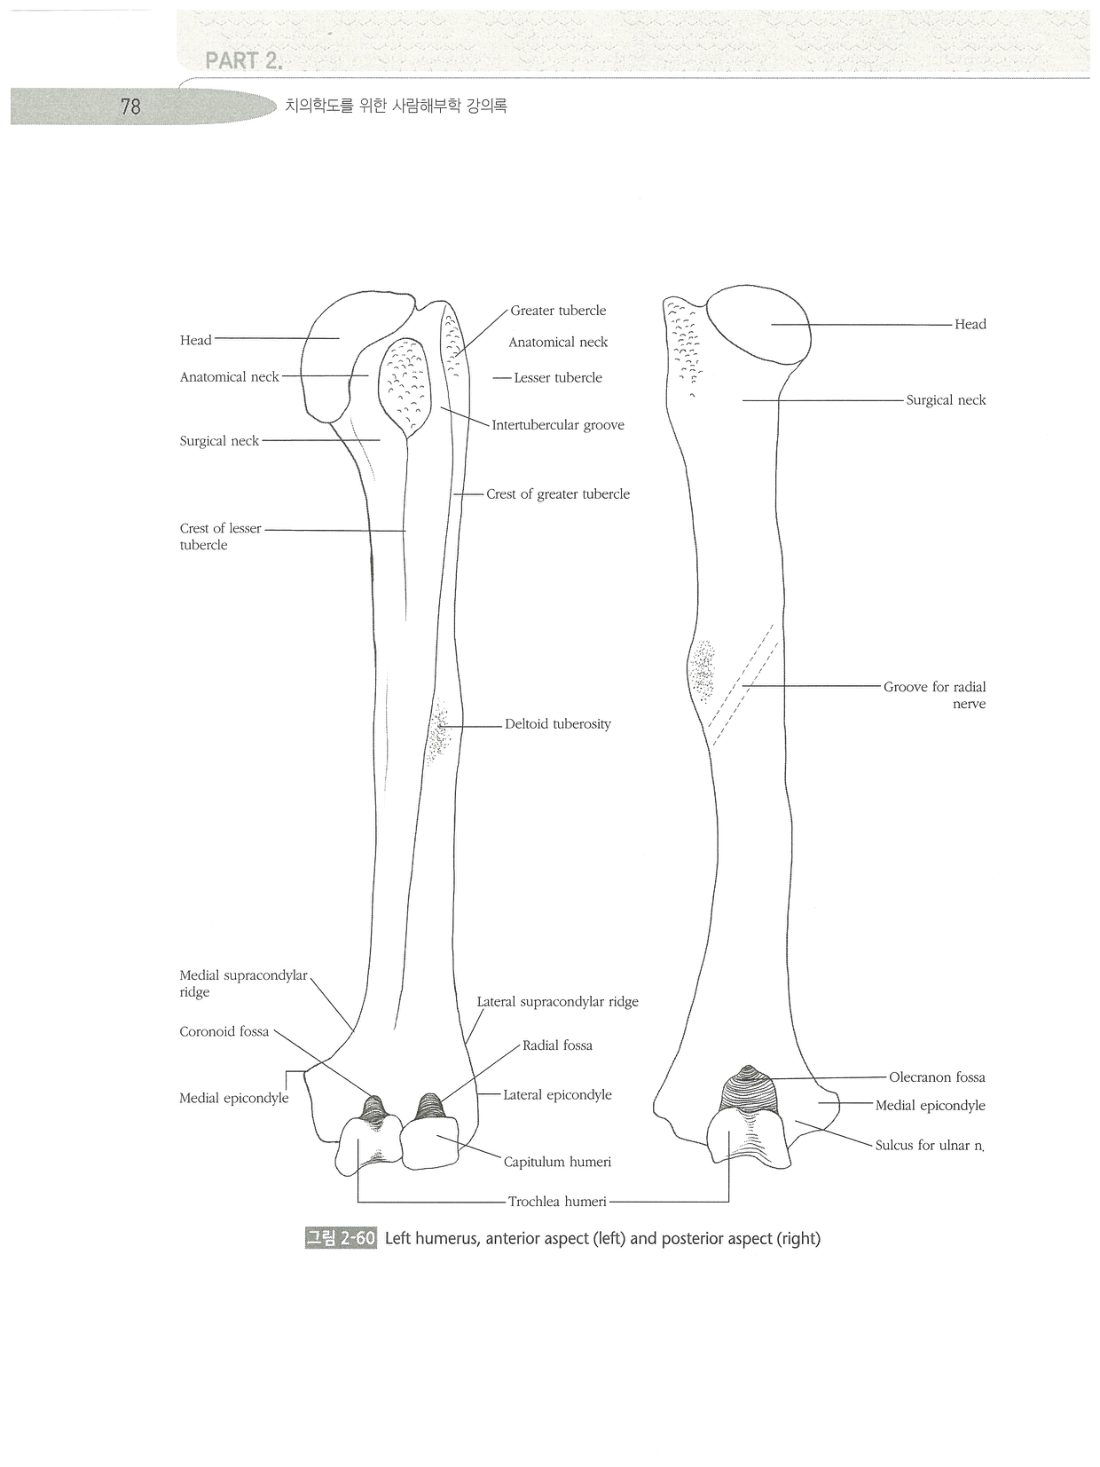 PART 2.
78
치의학도를 위한 사람해부학 강의록
Head
Anatomical neck
Surgical neck
Crest of lesser
tubercle
Medial supracondylar
ridge
Coronoid fossa
Medial epicondyle
Greater tubercle
Anatomical neck
Lesser tubercle
Intertubercular groove
Crest of greater tubercle
Deltoid tuberosity
Lateral supracondylar ridge
Radial fossa
Lateral epicondyle
Capitulum humeri
Trochlea humeri
Head
Surgical neck
Groove for radial
nerve
Olecranon fossa
Medial epicondyle
Sulcus for ulnar n.
그림 2-60 Left humerus, anterior aspect (left) and posterior aspect (right)